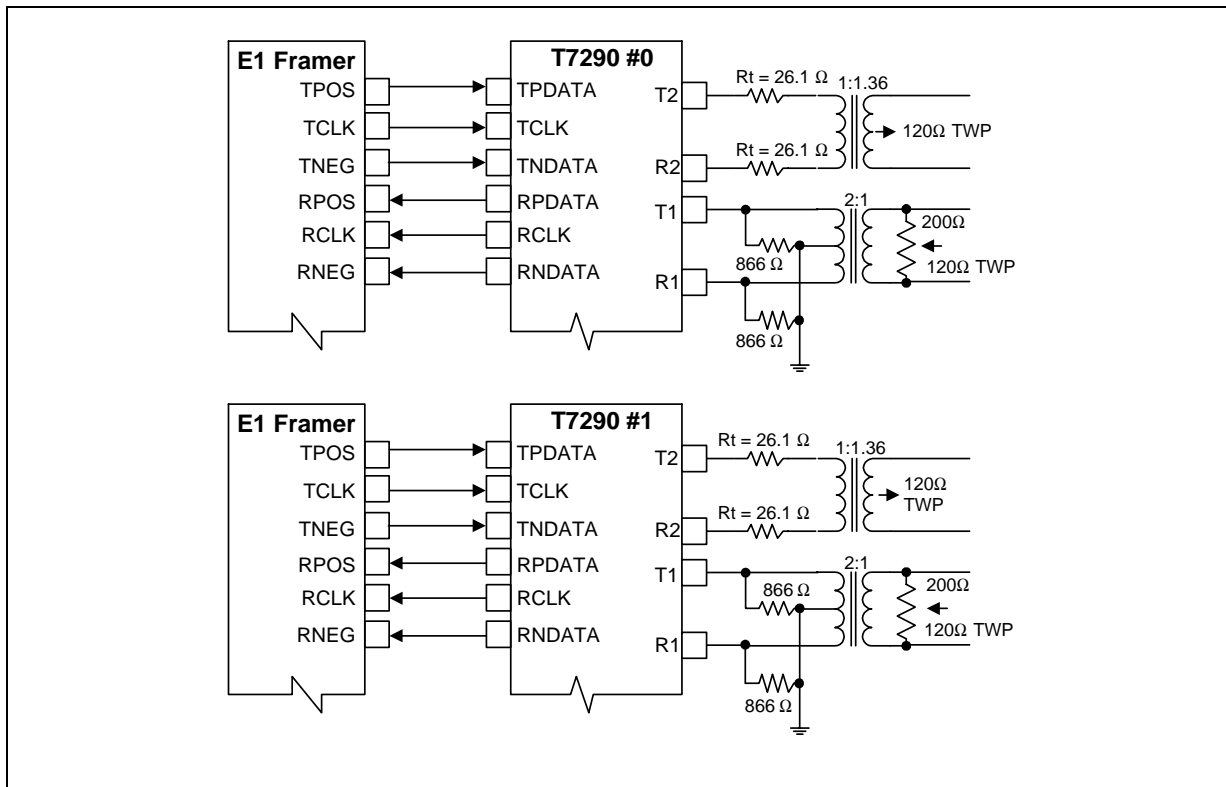 E1 Framer
TPOS
TCLK
TNEG
RPOS
RCLK
RNEG
T7290 #0
TPDATA
TCLK
TNDATA
RPDATA
RCLK
RNDATA
T2
R2
T1
R1
Rt = 26.1 Ω
1:1.36
120Ω TWP
Rt = 26.1 Ω
2:1
200Ω
866 Ω
120Ω TWP
866 Ω
E1 Framer
TPOS
TCLK
TNEG
RPOS
RCLK
RNEG
T7290 #1
TPDATA
TCLK
TNDATA
RPDATA
RCLK
RNDATA
T2
R2
T1
R1
Rt = 26.1 Ω
1:1.36
120Ω
TWP
Rt = 26.1 Ω
2:1
866 Ω
200Ω
120Ω TWP
866 Ω